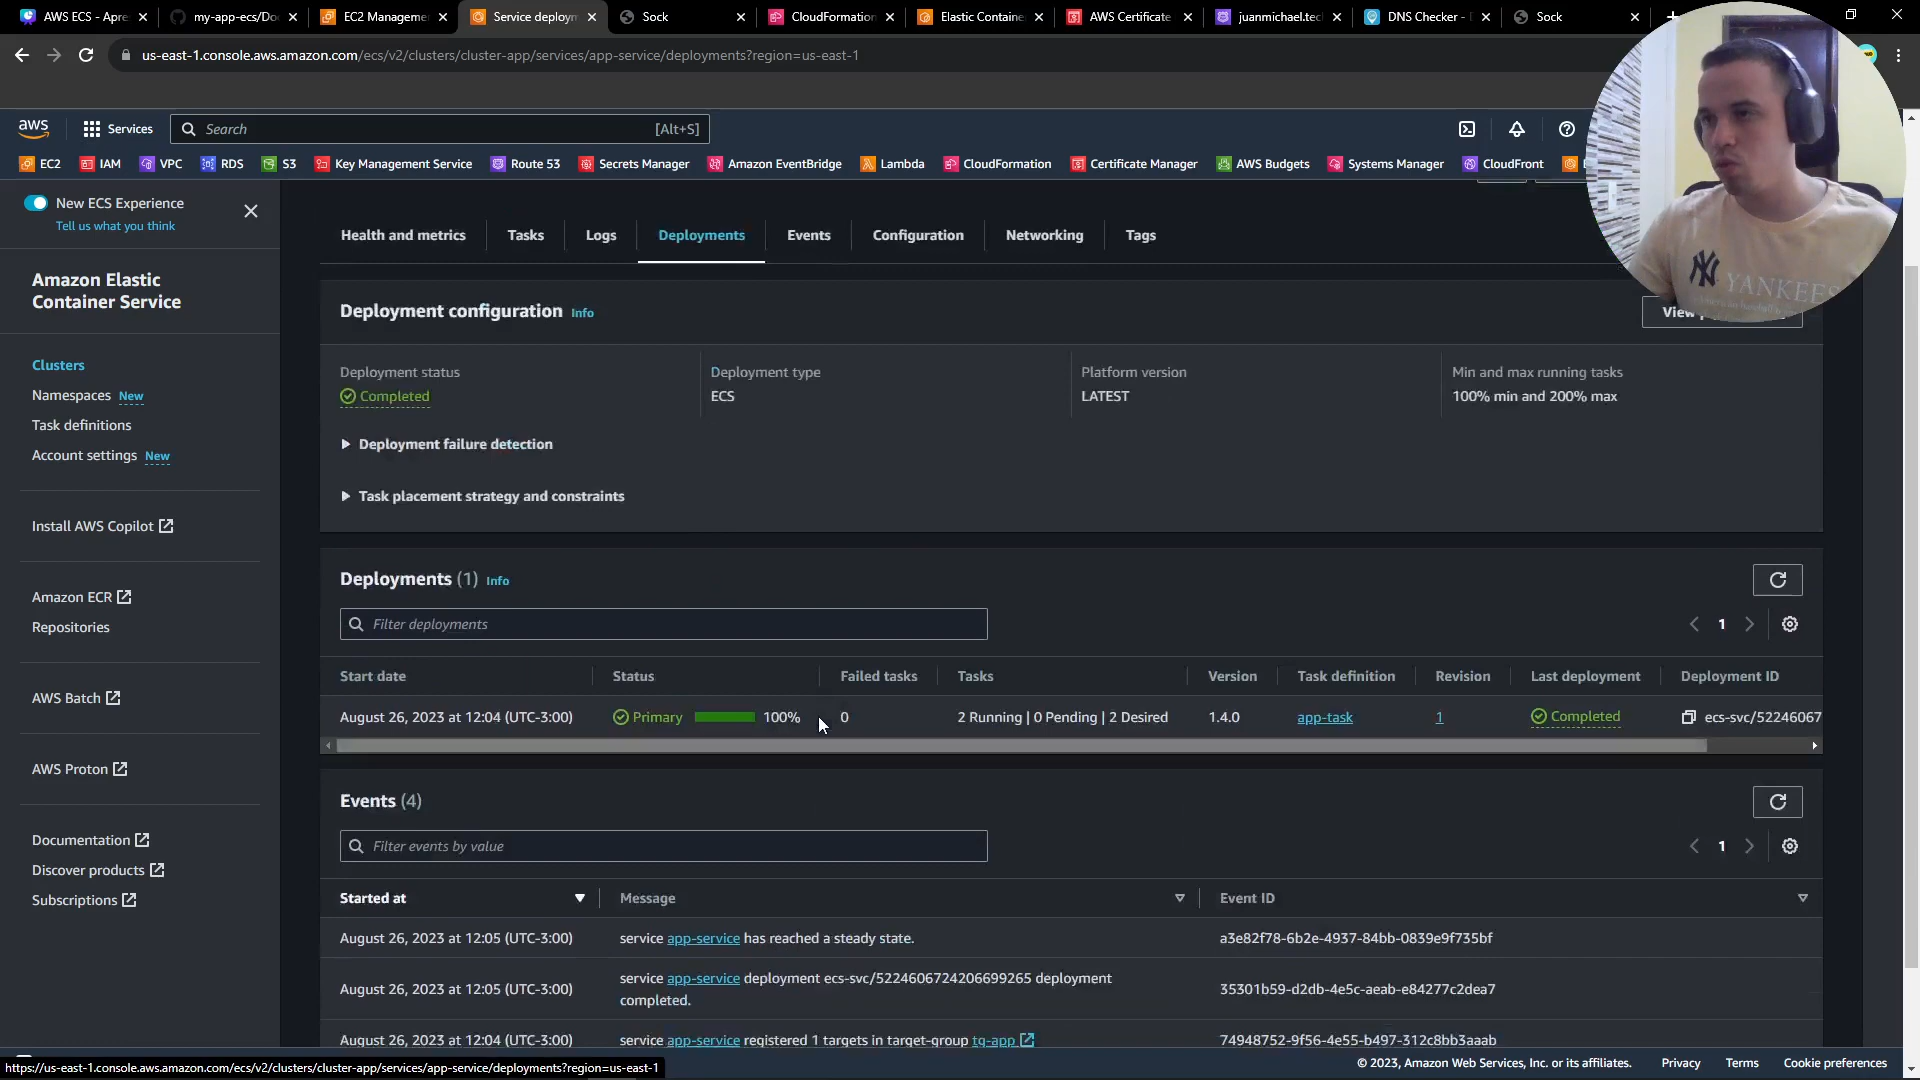 AWS ECS - Apre
my-app-ecs/Do
EC2 Manageme
Service deploym
Sock
CloudFormation
Elastic Containe
AWS Certificate
juanmichael.tec
DNS Checker -
Sock
us-east-1.console.aws.amazon.com/ecs/v2/clusters/cluster-app/services/app-service/deployments?region=us-east-1
aws
Services
Search
[Alt+S]
EC2
IAM
VPC
RDS
S3
Key Management Service
Route 53
Secrets Manager
Amazon EventBridge
Lambda
CloudFormation
Certificate Manager
AWS Budgets
Systems Manager
CloudFront
New ECS Experience
Tell us what you think
Amazon Elastic
Container Service
Clusters
Namespaces New
Task definitions
Account settings New
Install AWS Copilot
Amazon ECR
Repositories
AWS Batch
AWS Proton
Documentation
Discover products
Subscriptions
Health and metrics
Tasks
Logs
Deployments
Events
Configuration
Networking
Tags
Deployment configuration Info
View
Deployment status
Completed
Deployment type
ECS
Platform version
LATEST
Min and max running tasks
100% min and 200% max
Deployment failure detection
Task placement strategy and constraints
Deployments (1) Info
Filter deployments
1
Start date Status Failed tasks Tasks Version Task definition Revision Last deployment Deployment ID
August 26, 2023 at 12:04 (UTC-3:00) Primary 100% 0 2 Running | 0 Pending | 2 Desired 1.4.0 app-task 1 Completed ecs-svc/52246067
Events (4)
Filter events by value
1
Started at Message Event ID
August 26, 2023 at 12:05 (UTC-3:00) service app-service has reached a steady state. a3e82f78-6b2e-4937-84bb-0839e9f735bf
August 26, 2023 at 12:05 (UTC-3:00) service app-service deployment ecs-svc/5224606724206699265 deployment completed. 35301b59-d2db-4e5c-aeab-e84277c2dea7
August 26, 2023 at 12:04 (UTC-3:00) service app-service registered 1 targets in target-group tg-app 74948752-9f56-4e55-b497-312c8bb3aaab
https://us-east-1.console.aws.amazon.com/ecs/v2/clusters/cluster-app/services/app-service/deployments?region=us-east-1
© 2023, Amazon Web Services, Inc. or its affiliates.
Privacy
Terms
Cookie preferences
NY YANKEES